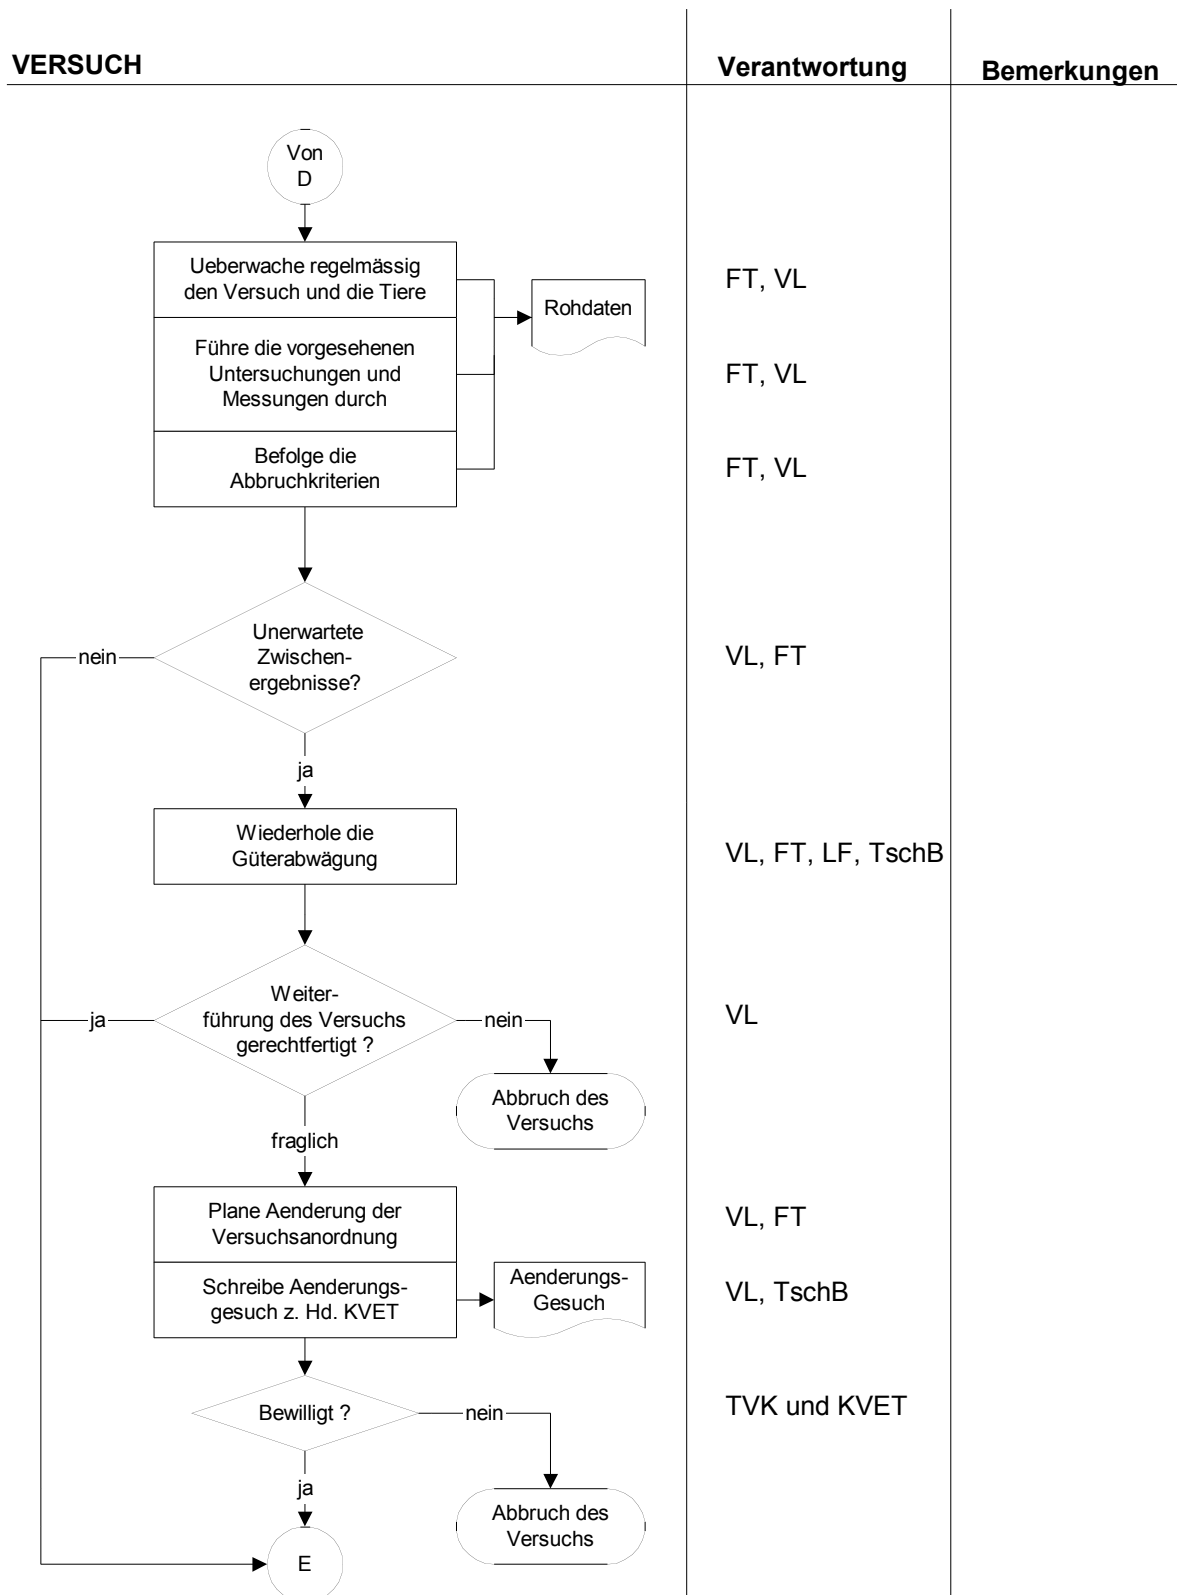 VERSUCH
Verantwortung
Bemerkungen
Von
D
Ueberwache regelmässig
den Versuch und die Tiere
Rohdaten
FT, VL
Führe die vorgesehenen
Untersuchungen und
Messungen durch
FT, VL
Befolge die
Abbruchkriterien
FT, VL
Unerwartete
Zwischen-
ergebnisse?
nein
VL, FT
ja
Wiederhole die
Güterabwägung
VL, FT, LF, TschB
Weiter-
führung des Versuchs
gerechtfertigt ?
ja
nein
VL
Abbruch des
Versuchs
fraglich
Plane Aenderung der
Versuchsanordnung
VL, FT
Schreibe Aenderungs-
gesuch z. Hd. KVET
Aenderungs-
Gesuch
VL, TschB
Bewilligt ?
nein
TVK und KVET
ja
Abbruch des
Versuchs
E